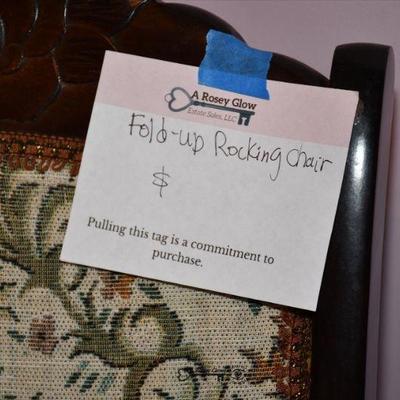 A Rosey Glow
Estate Sales, LLC
Fold-up Rocking Chair
$
Pulling this tag is a commitment to
purchase.